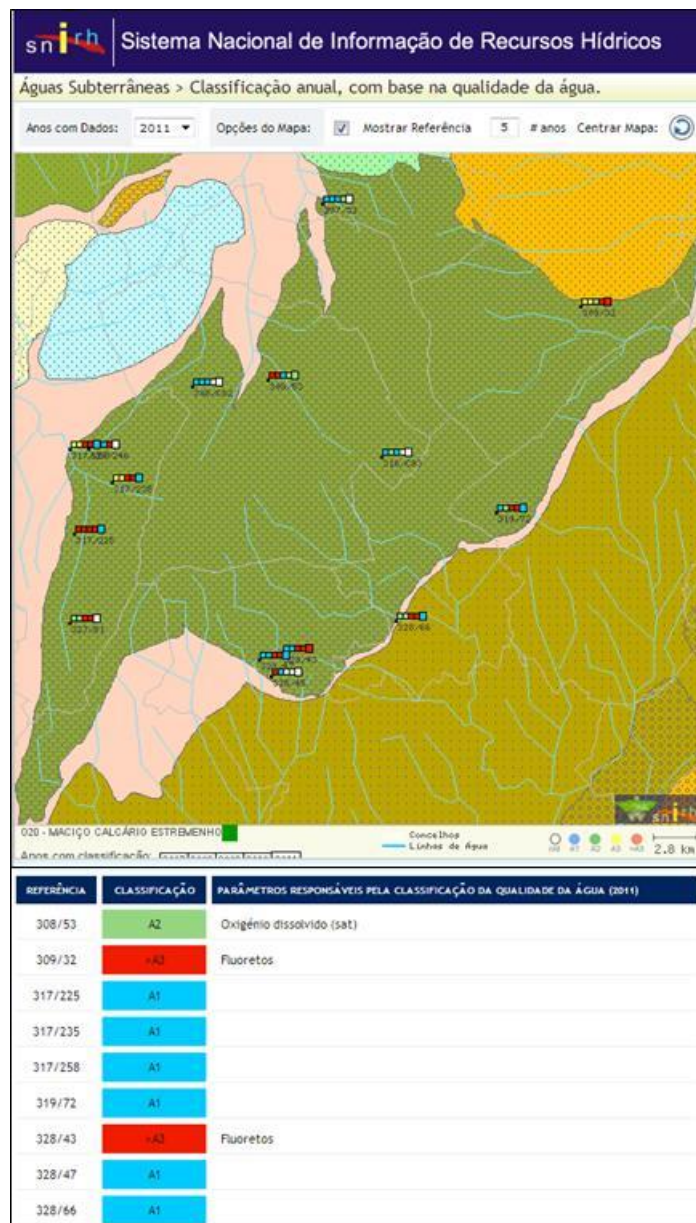 snirh
Sistema Nacional de Informação de Recursos Hídricos
Águas Subterrâneas > Classificação anual, com base na qualidade da água.
Anos com Dados: 2011 Opções do Mapa: Mostrar Referência 5 # anos Centrar Mapa:
309/32
308/53
316/C83
317/235
319/72
317/225
327/81
328/66
020 - MACIÇO CALCÁRIO ESTREMENHO
Concelhos
Linhas de Água
2.8 km
Anos com classificação:
REFERÊNCIA CLASSIFICAÇÃO PARÂMETROS RESPONSÁVEIS PELA CLASSIFICAÇÃO DA QUALIDADE DA ÁGUA (2011)
308/53 A2 Oxigénio dissolvido (sat)
309/32 >A3 Fluoretos
317/225 A1
317/235 A1
317/258 A1
319/72 A1
328/43 >A3 Fluoretos
328/47 A1
328/66 A1